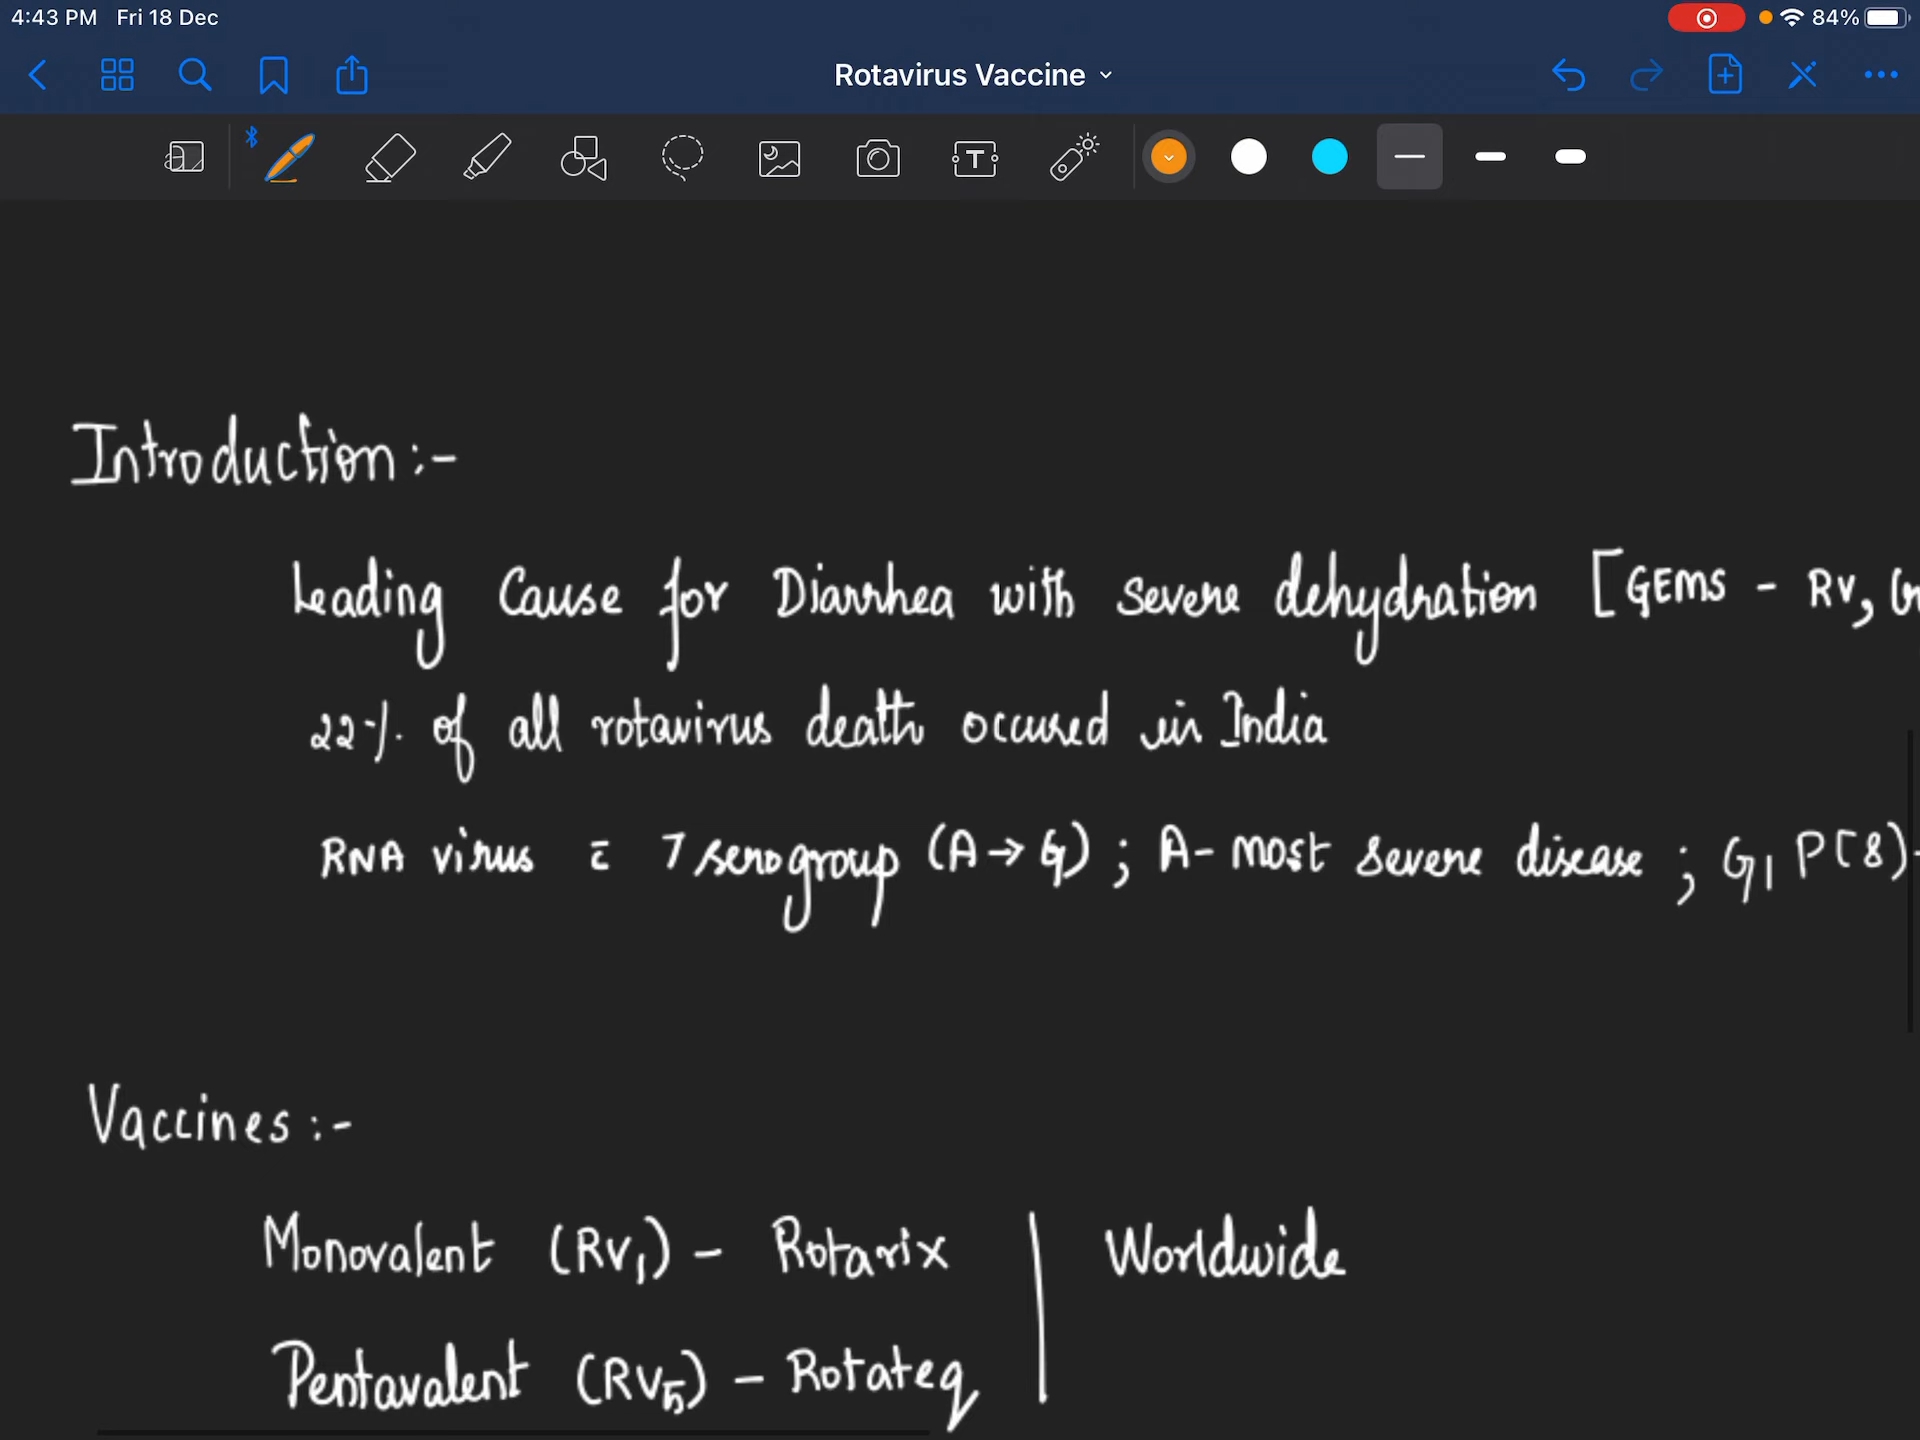 4:43 PM Fri 18 Dec 84%
Rotavirus Vaccine
Introduction :-
Leading Cause for Diarrhea with severe dehydration [GEMS - RV,
22% of all rotavirus death occured in India
RNA virus c̄ 7 serogroup (A → G) ; A - most severe disease ; G1 P[8)
Vaccines :-
Monovalent (RV1) - Rotarix | Worldwide
Pentavalent (RV5) - Rotateq